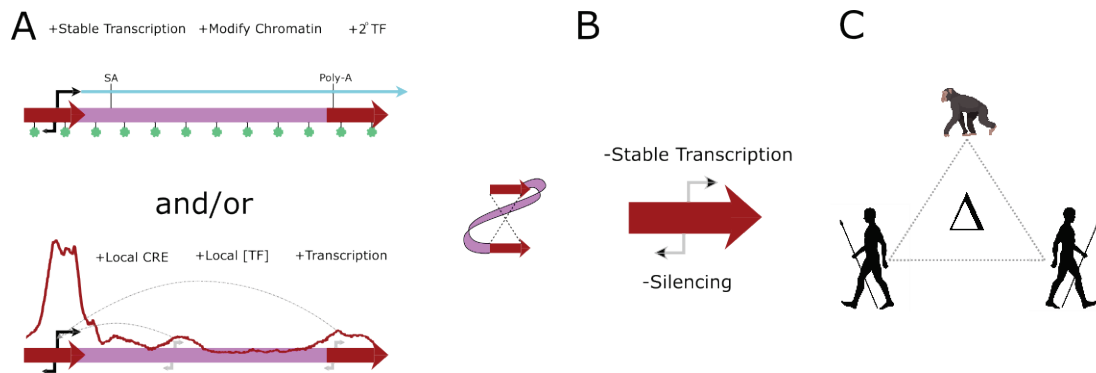 A
+Stable Transcription +Modify Chromatin +2° TF
SA
Poly-A
and/or
+Local CRE +Local [TF] +Transcription
B
-Stable Transcription
-Silencing
C
Δ